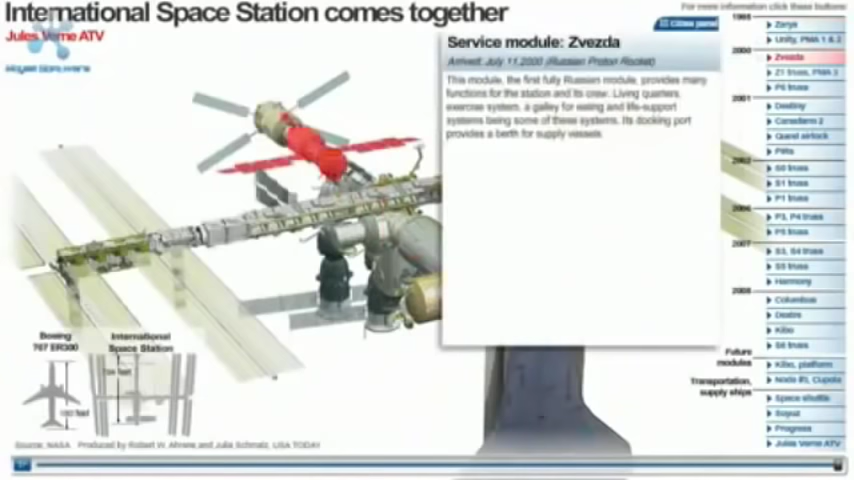 International Space Station comes together
For more information click these buttons:
Jules Verne ATV
Service module: Zvezda
Arrived: July 11,2000 (Russian Proton Rocket)
This module, the first fully Russian module, provides many
functions for the station and its crew. Living quarters,
exercise system, a galley for eating and life-support
systems being some of these systems. Its docking port
provides a berth for supply vessels
1998
Zarya
Unity, PMA 1 & 2
2000
Zvezda
Z1 truss, PMA 3
P6 truss
2001
Destiny
Canadarm 2
Quest airlock
Pirs
2002
S0 truss
S1 truss
P1 truss
2006
P3, P4 truss
P5 truss
2007
S3, S4 truss
S5 truss
Harmony
2008
Columbus
Dextre
Kibo
S6 truss
Future
modules
Kibo, platform
Node #3, Cupola
Transportation,
supply ships
Space shuttle
Soyuz
Progress
Jules Verne ATV
Boeing
767 ER300
International
Space Station
Source: NASA Produced by Robert W. Ahrens and Julie Schmatz, USA TODAY